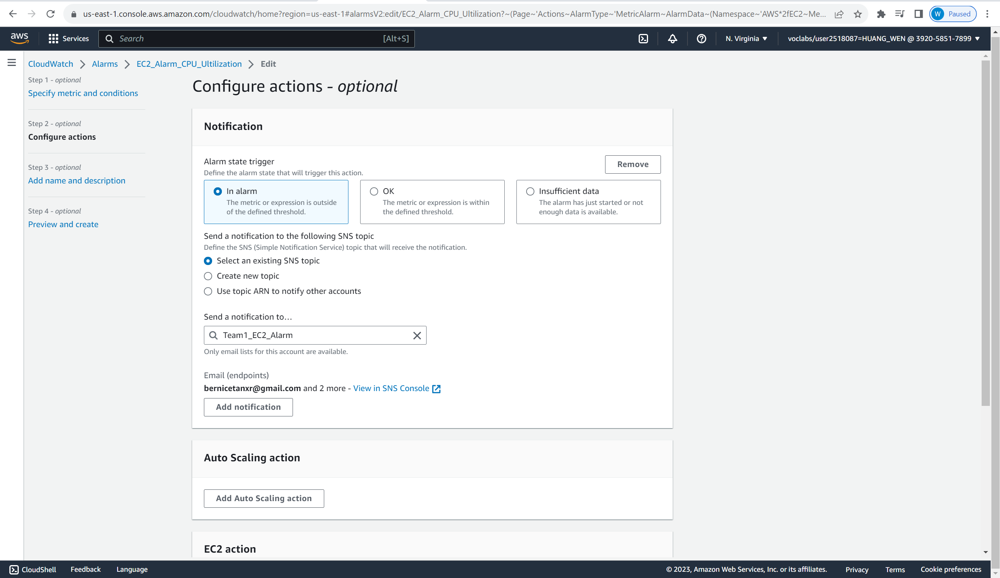 us-east-1.console.aws.amazon.com/cloudwatch/home?region=us-east-1#alarmsV2:edit/EC2_Alarm_CPU_Ultilization?~(Page~'Actions~AlarmType~'MetricAlarm~AlarmData~(Namespace~'AWS*2fEC2~Me...
W Paused
aws Services Search [Alt+S] N. Virginia voclabs/user2518087=HUANG_WEN @ 3920-5851-7899
CloudWatch Alarms EC2_Alarm_CPU_Ultilization Edit
Step 1 - optional
Specify metric and conditions
Step 2 - optional
Configure actions
Step 3 - optional
Add name and description
Step 4 - optional
Preview and create
Configure actions - optional
Notification
Alarm state trigger
Define the alarm state that will trigger this action.
Remove
In alarm
The metric or expression is outside
of the defined threshold.
OK
The metric or expression is within
the defined threshold.
Insufficient data
The alarm has just started or not
enough data is available.
Send a notification to the following SNS topic
Define the SNS (Simple Notification Service) topic that will receive the notification.
Select an existing SNS topic
Create new topic
Use topic ARN to notify other accounts
Send a notification to...
Team1_EC2_Alarm
Only email lists for this account are available.
Email (endpoints)
bernicetanxr@gmail.com and 2 more - View in SNS Console
Add notification
Auto Scaling action
Add Auto Scaling action
EC2 action
CloudShell Feedback Language © 2023, Amazon Web Services, Inc. or its affiliates. Privacy Terms Cookie preferences